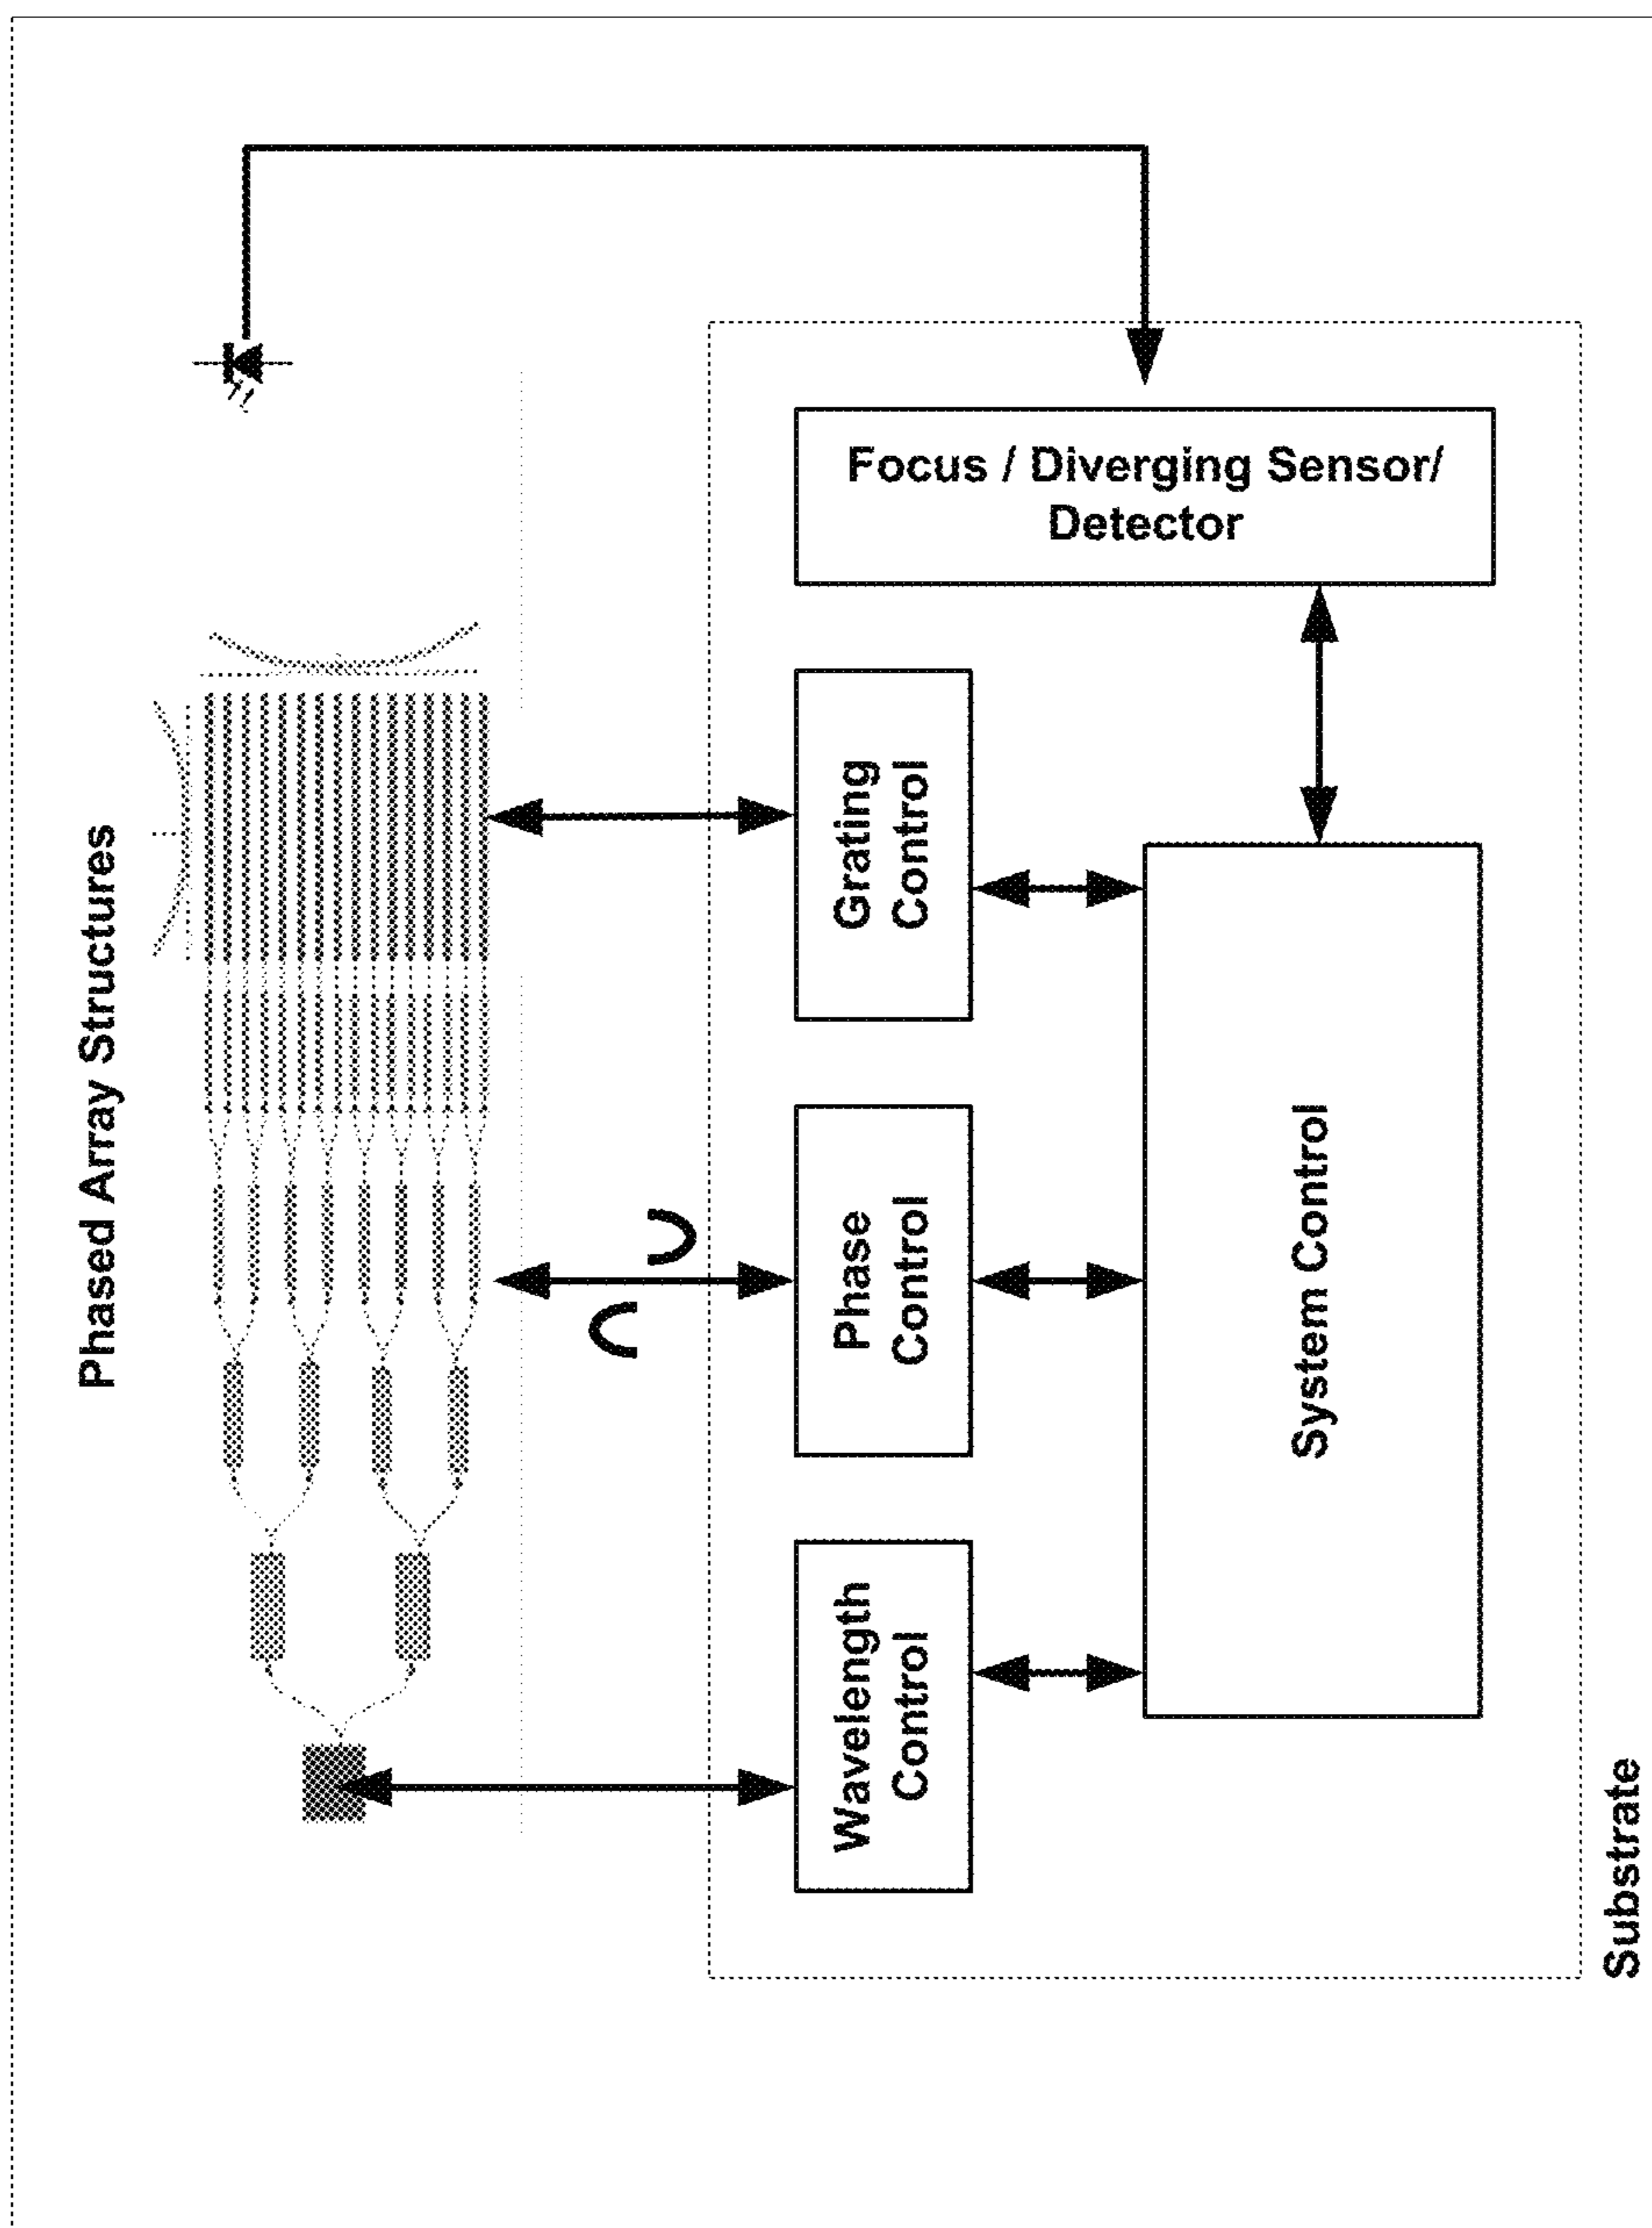 Phased Array Structures
Focus / Diverging Sensor/
Detector
Grating
Control
Phase
Control
Wavelength
Control
System Control
Substrate